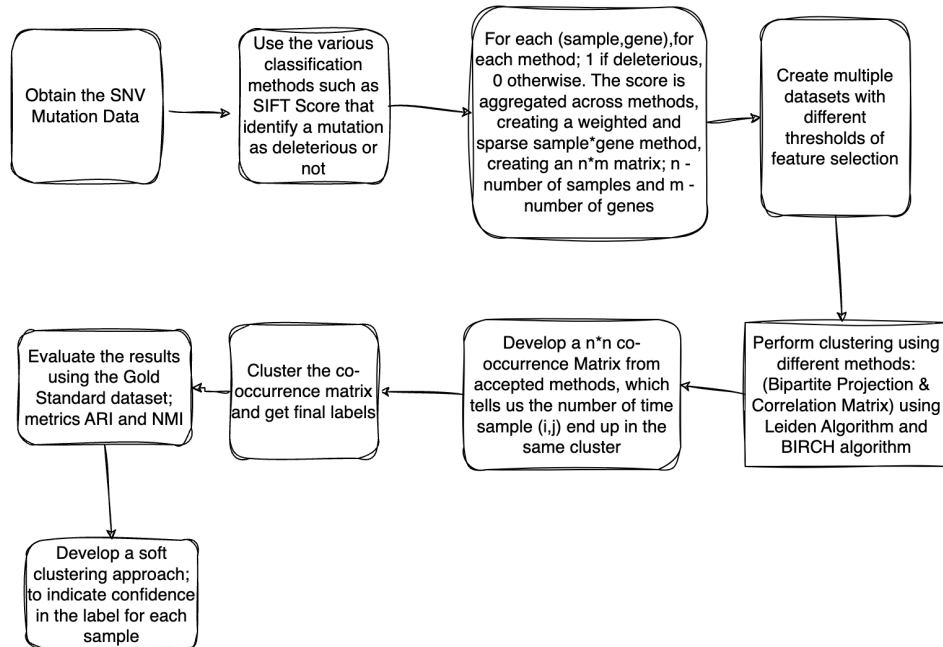 Obtain the SNV
Mutation Data
Use the various
classification
methods such as
SIFT Score that
identify a mutation
as deleterious or
not
For each (sample,gene),for
each method; 1 if deleterious,
0 otherwise. The score is
aggregated across methods,
creating a weighted and
sparse sample*gene method,
creating an n*m matrix; n -
number of samples and m -
number of genes
Create multiple
datasets with
different
thresholds of
feature selection
Perform clustering using
different methods:
(Bipartite Projection &
Correlation Matrix) using
Leiden Algorithm and
BIRCH algorithm
Develop a n*n co-
occurrence Matrix from
accepted methods, which
tells us the number of time
sample (i,j) end up in the
same cluster
Cluster the co-
occurrence matrix
and get final labels
Evaluate the results
using the Gold
Standard dataset;
metrics ARI and NMI
Develop a soft
clustering approach;
to indicate confidence
in the label for each
sample